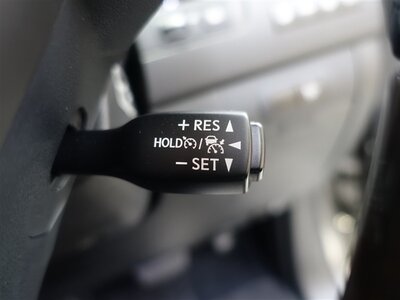 + RES ▲
HOLD / ◀
− SET ▼